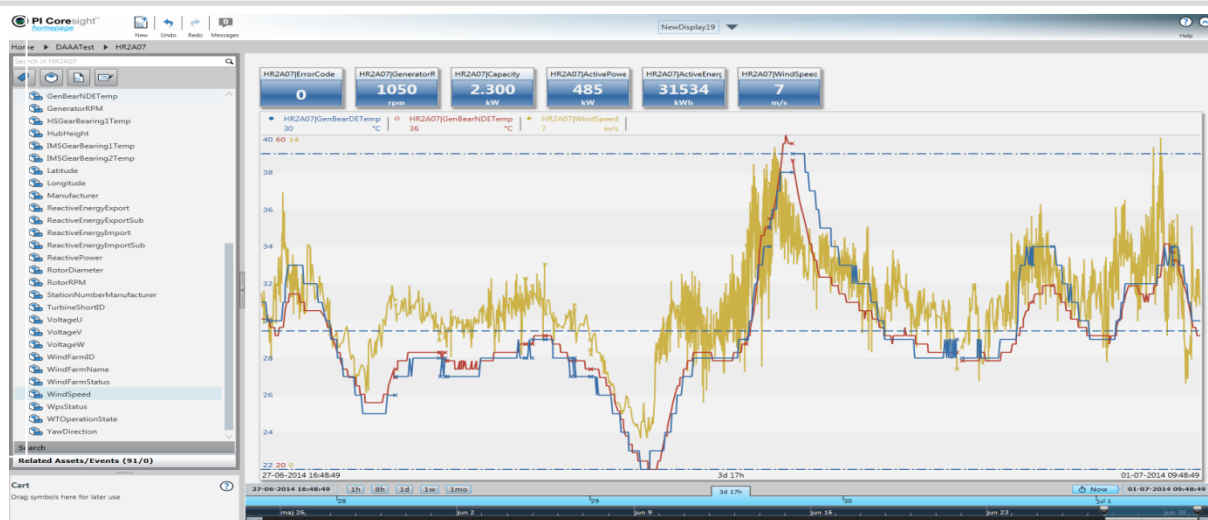 PI Coresight™
homepage
New Undo Redo Messages
NewDisplay19
Help
Home ▶ DAAATest ▶ HR2A07
Search in HR2A07
GenBearNDETemp
GeneratorRPM
HSGearBearing1Temp
HubHeight
IMSGearBearing1Temp
IMSGearBearing2Temp
Latitude
Longitude
Manufacturer
ReactiveEnergyExport
ReactiveEnergyExportSub
ReactiveEnergyImport
ReactiveEnergyImportSub
ReactivePower
RotorDiameter
RotorRPM
StationNumberManufacturer
TurbineShortID
VoltageU
VoltageV
VoltageW
WindFarmID
WindFarmName
WindFarmStatus
WindSpeed
WpsStatus
WTOperationState
YawDirection
Search
Related Assets/Events (91/0)
Cart
Drag symbols here for later use
HR2A07|ErrorCode
0
HR2A07|GeneratorR
1050
rpm
HR2A07|Capacity
2.300
kW
HR2A07|ActivePowe
485
kW
HR2A07|ActiveEnerg
31534
kWh
HR2A07|WindSpeed
7
m/s
HR2A07|GenBearDETemp HR2A07|GenBearNDETemp HR2A07|WindSpeed
30 °C 36 °C 7 m/s
40 60 14
38
36
34
32
30
28
26
24
22 20 0
27-06-2014 16:48:49 3d 17h 01-07-2014 09:48:49
27-06-2014 16:48:49 1h 8h 1d 1w 1mo 3d 17h Now 01-07-2014 09:48:49
28 29 30 jul 1
maj 26, jun 2 jun 9 jun 16 jun 23 jun 30